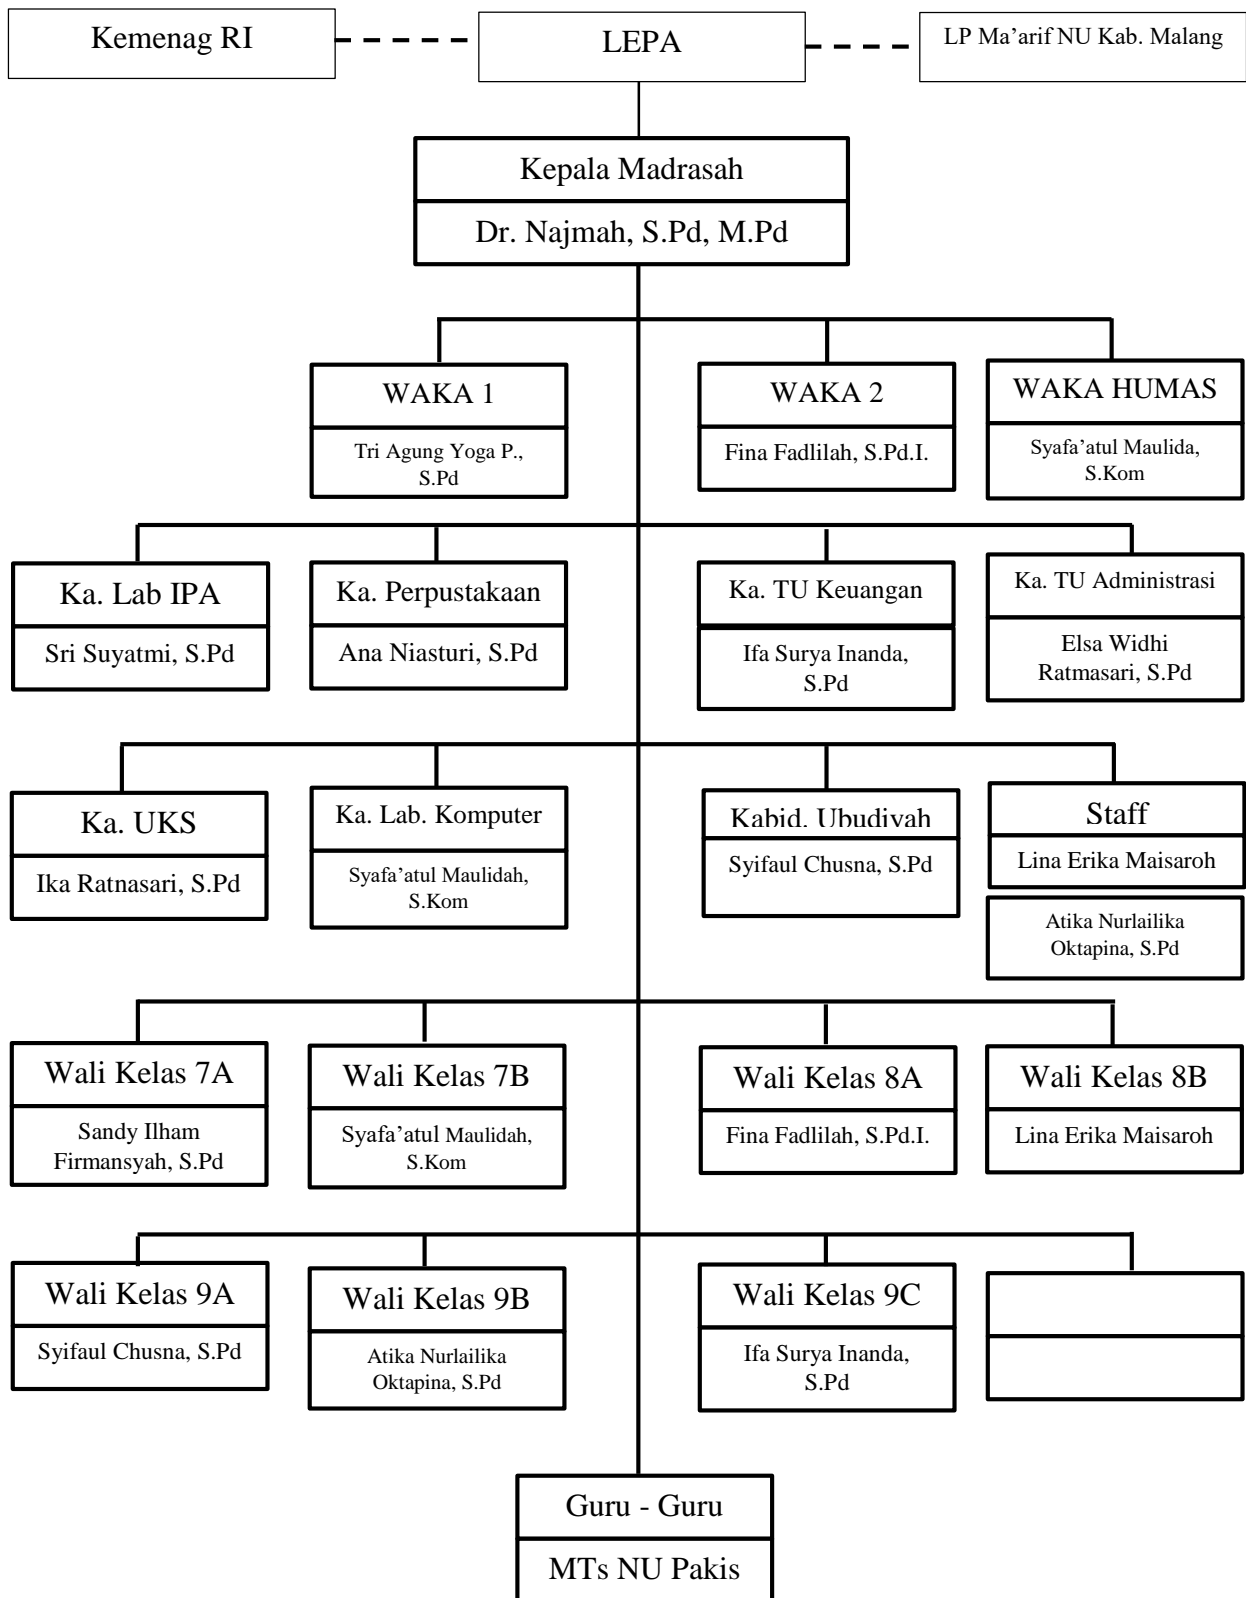 Kemenag RI
LEPA
LP Ma’arif NU Kab. Malang
Kepala Madrasah
Dr. Najmah, S.Pd, M.Pd
WAKA 1
Tri Agung Yoga P.,
S.Pd
WAKA 2
Fina Fadlilah, S.Pd.I.
WAKA HUMAS
Syafa’atul Maulida,
S.Kom
Ka. Lab IPA
Sri Suyatmi, S.Pd
Ka. Perpustakaan
Ana Niasturi, S.Pd
Ka. TU Keuangan
Ifa Surya Inanda,
S.Pd
Ka. TU Administrasi
Elsa Widhi
Ratmasari, S.Pd
Ka. UKS
Ika Ratnasari, S.Pd
Ka. Lab. Komputer
Syafa’atul Maulidah,
S.Kom
Kabid. Ubudiyah
Syifaul Chusna, S.Pd
Staff
Lina Erika Maisaroh
Atika Nurlailika
Oktapina, S.Pd
Wali Kelas 7A
Sandy Ilham
Firmansyah, S.Pd
Wali Kelas 7B
Syafa’atul Maulidah,
S.Kom
Wali Kelas 8A
Fina Fadlilah, S.Pd.I.
Wali Kelas 8B
Lina Erika Maisaroh
Wali Kelas 9A
Syifaul Chusna, S.Pd
Wali Kelas 9B
Atika Nurlailika
Oktapina, S.Pd
Wali Kelas 9C
Ifa Surya Inanda,
S.Pd
Guru - Guru
MTs NU Pakis